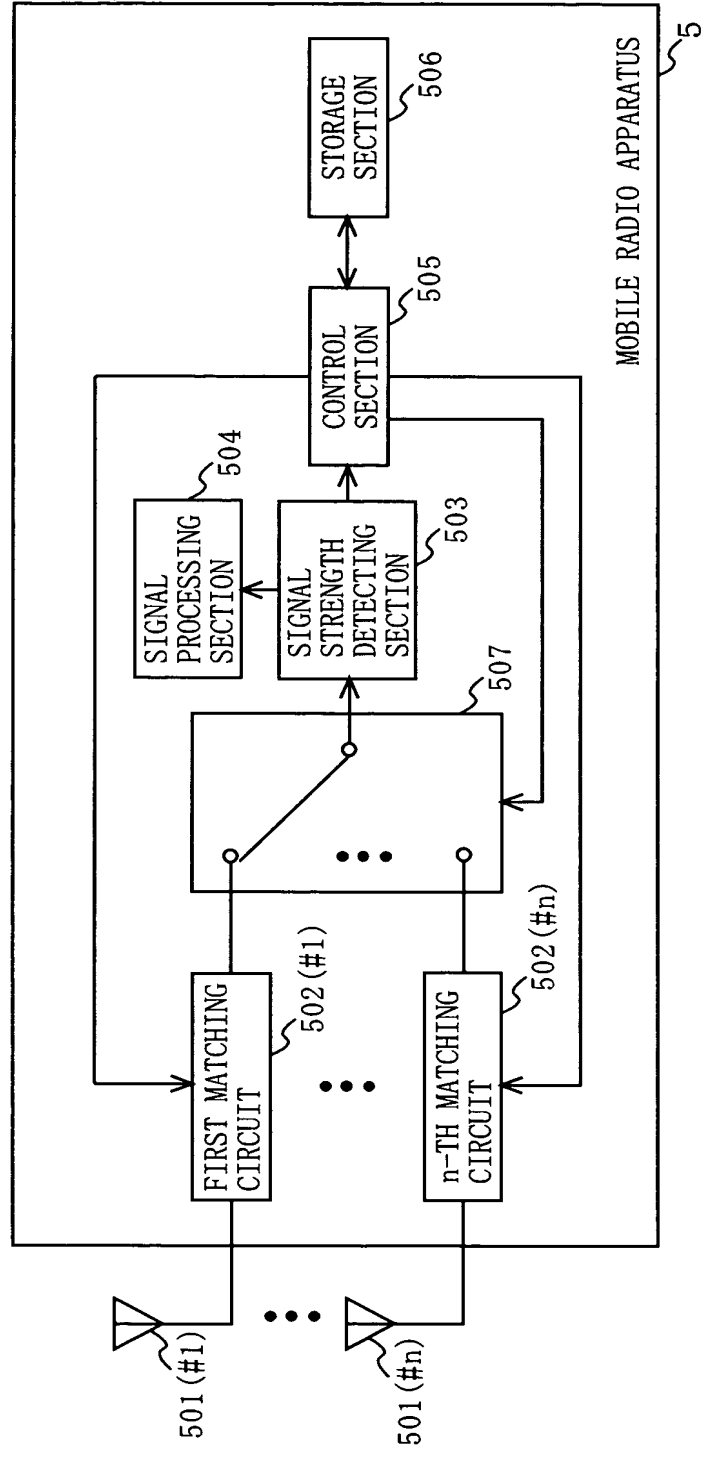 501(#1)
501(#n)
FIRST MATCHING
CIRCUIT
502(#1)
n-TH MATCHING
CIRCUIT
502(#n)
507
SIGNAL
PROCESSING
SECTION
504
SIGNAL
STRENGTH
DETECTING
SECTION
503
CONTROL
SECTION
505
STORAGE
SECTION
506
MOBILE RADIO APPARATUS
5